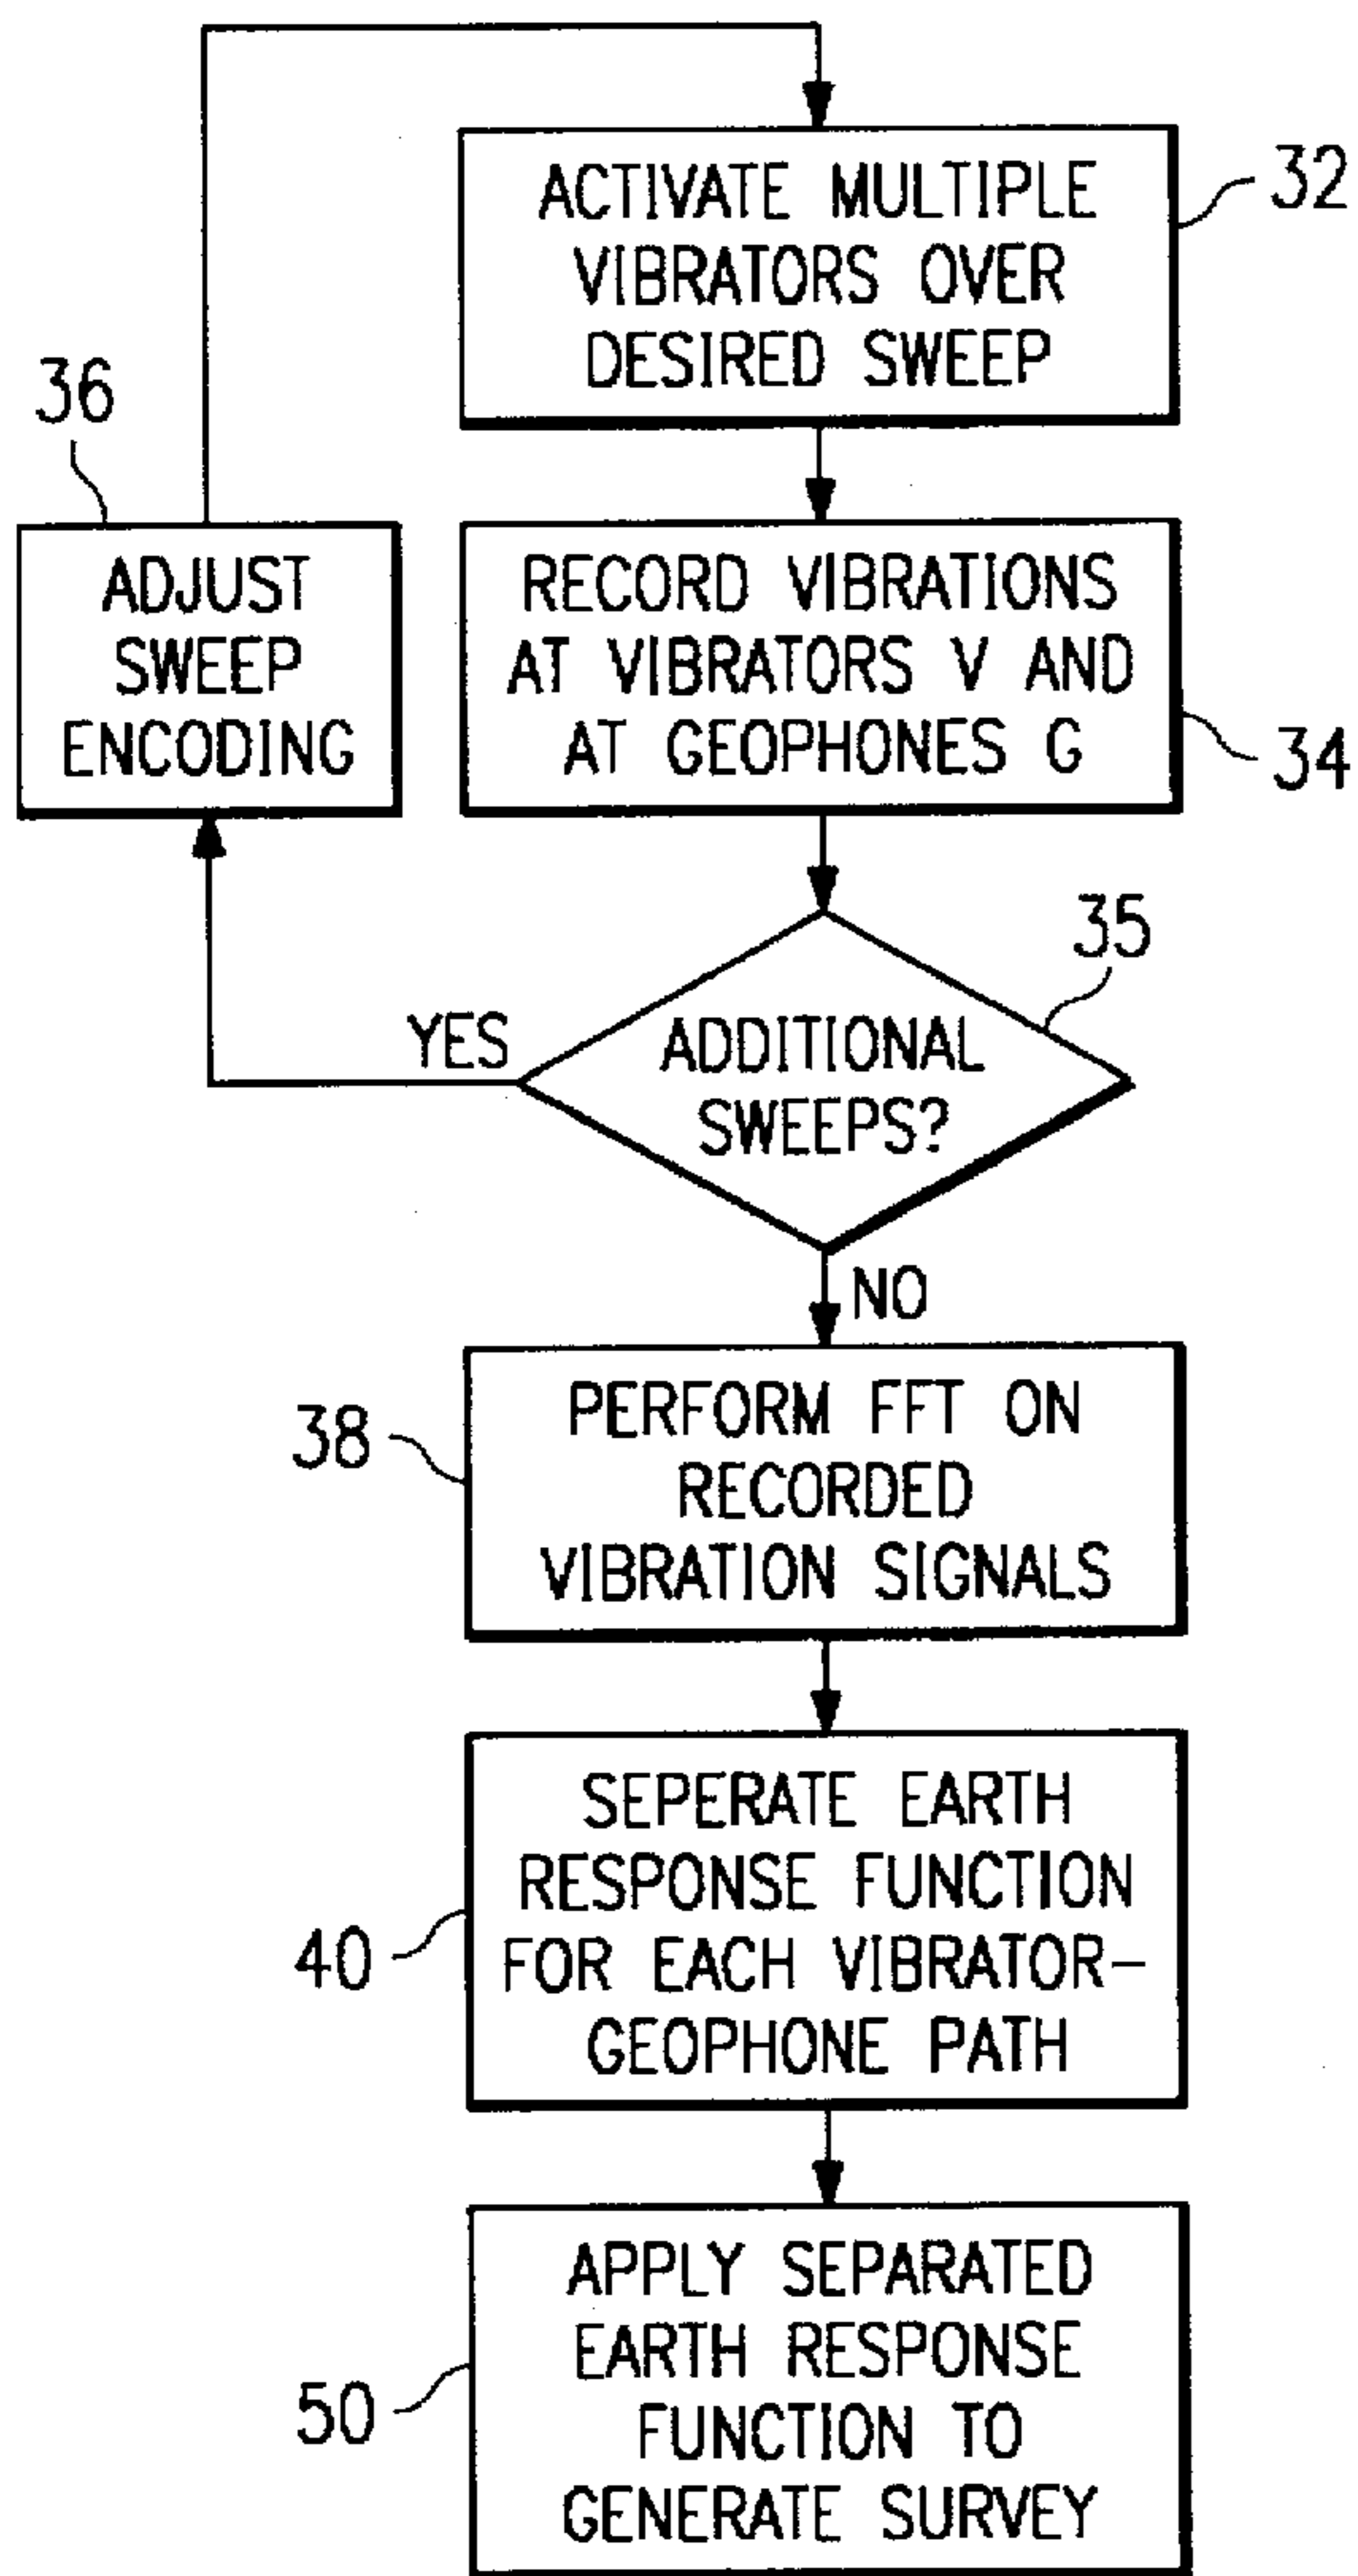 ACTIVATE MULTIPLE
VIBRATORS OVER
DESIRED SWEEP
32
36
ADJUST
SWEEP
ENCODING
RECORD VIBRATIONS
AT VIBRATORS V AND
AT GEOPHONES G
34
35
ADDITIONAL
SWEEPS?
YES
NO
38
PERFORM FFT ON
RECORDED
VIBRATION SIGNALS
40
SEPERATE EARTH
RESPONSE FUNCTION
FOR EACH VIBRATOR-
GEOPHONE PATH
50
APPLY SEPARATED
EARTH RESPONSE
FUNCTION TO
GENERATE SURVEY